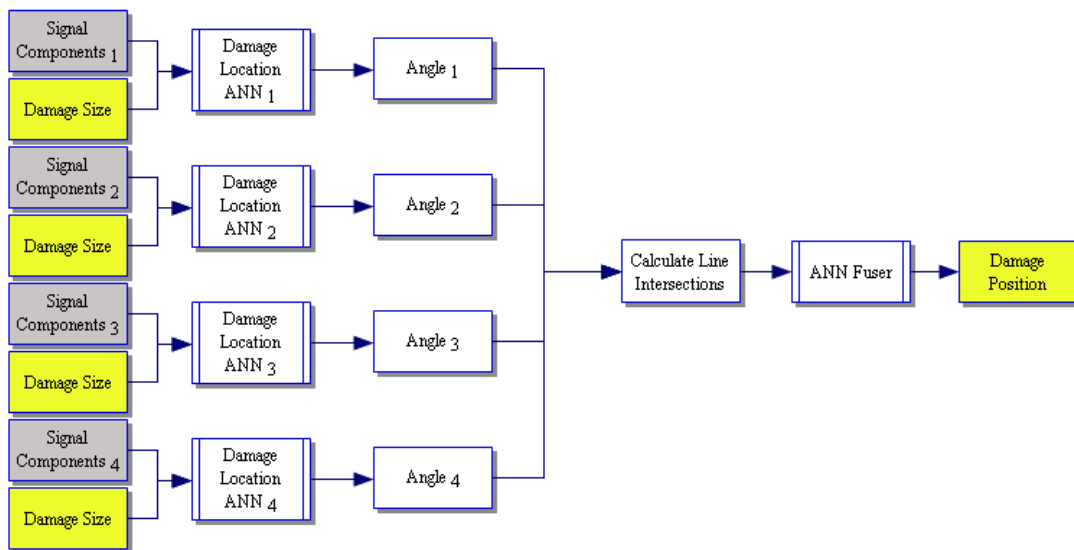 Signal
Components 1
Damage Size
Damage
Location
ANN 1
Angle 1
Signal
Components 2
Damage Size
Damage
Location
ANN 2
Angle 2
Signal
Components 3
Damage Size
Damage
Location
ANN 3
Angle 3
Signal
Components 4
Damage Size
Damage
Location
ANN 4
Angle 4
Calculate Line
Intersections
ANN Fuser
Damage
Position